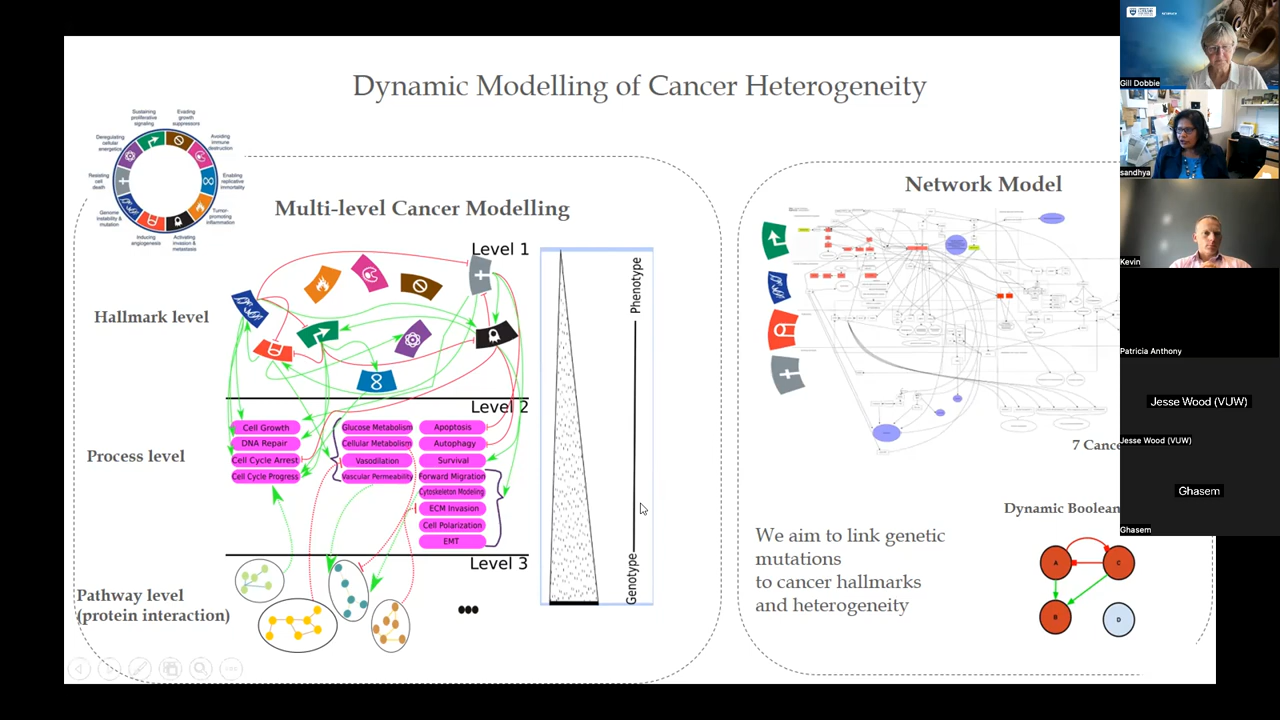 Dynamic Modelling of Cancer Heterogeneity
Sustaining
proliferative
signaling
Evading
growth
suppressors
Deregulating
cellular
energetics
Avoiding
immune
destruction
Resisting
cell
death
Enabling
replicative
immortality
Genome
instability &
mutation
Tumor-
promoting
inflammation
Inducing
angiogenesis
Activating
invasion &
metastasis
Multi-level Cancer Modelling
Level 1
Hallmark level
Level 2
Process level
Cell Growth
DNA Repair
Cell Cycle Arrest
Cell Cycle Progress
Glucose Metabolism
Cellular Metabolism
Vasodilation
Vascular Permeability
Apoptosis
Autophagy
Survival
Forward Migration
Cytoskeleton Modeling
ECM Invasion
Cell Polarization
EMT
Level 3
Pathway level
(protein interaction)
Phenotype
Genotype
Network Model
7 Cance
Dynamic Boolean
We aim to link genetic
mutations
to cancer hallmarks
and heterogeneity
A
C
B
D
SCIENCE
Gill Dobbie
sandhya
Kevin
Patricia Anthony
Jesse Wood (VUW)
Jesse Wood (VUW)
Ghasem
Ghasem